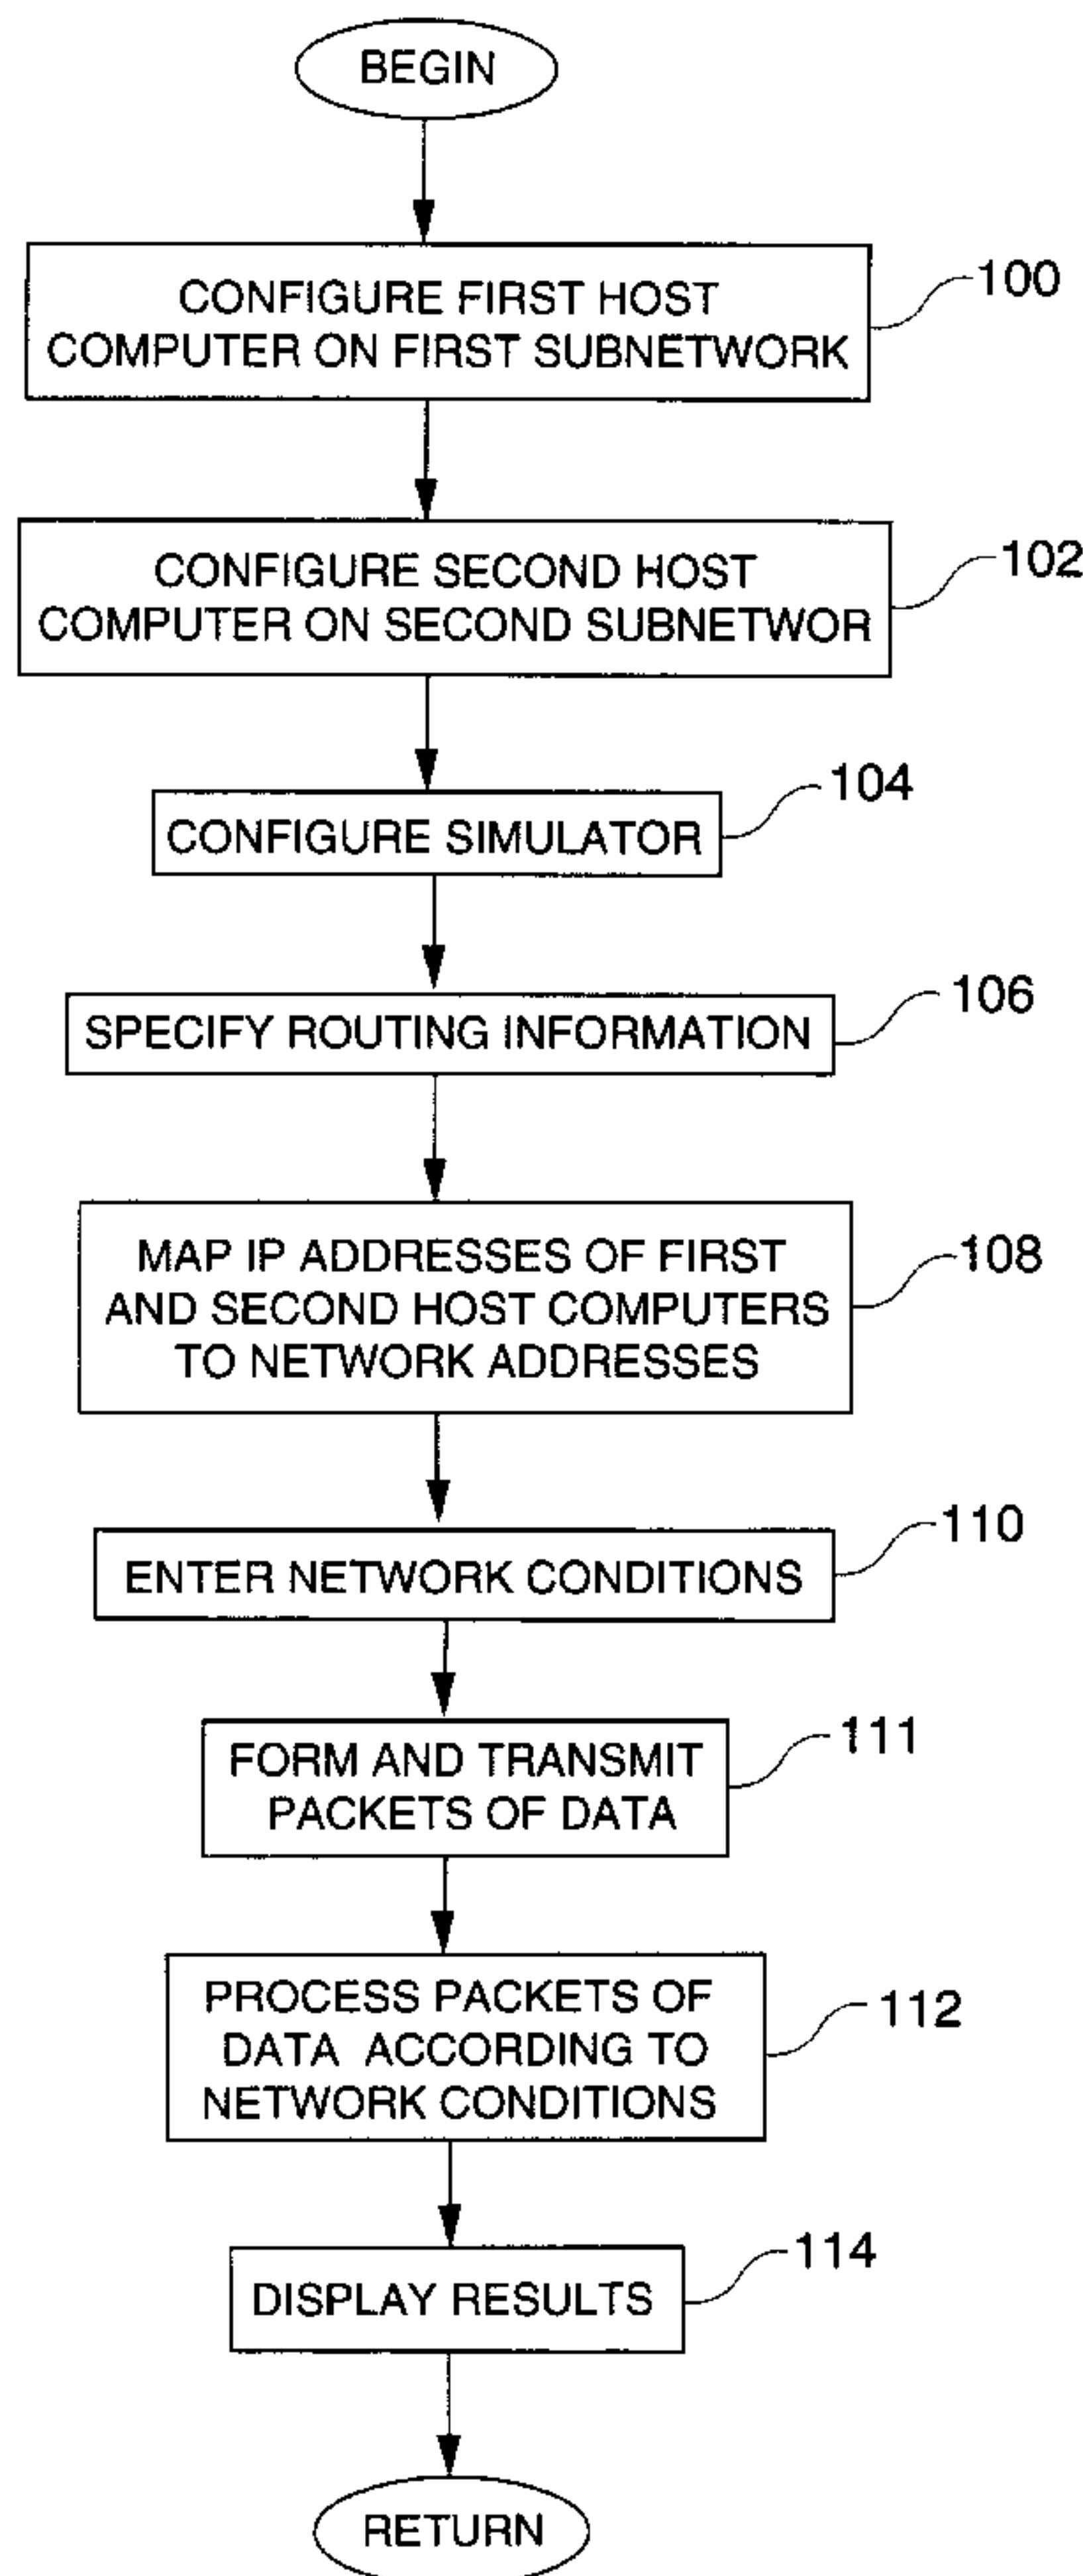 BEGIN
CONFIGURE FIRST HOST
COMPUTER ON FIRST SUBNETWORK
100
CONFIGURE SECOND HOST
COMPUTER ON SECOND SUBNETWOR
102
CONFIGURE SIMULATOR
104
SPECIFY ROUTING INFORMATION
106
MAP IP ADDRESSES OF FIRST
AND SECOND HOST COMPUTERS
TO NETWORK ADDRESSES
108
ENTER NETWORK CONDITIONS
110
FORM AND TRANSMIT
PACKETS OF DATA
111
PROCESS PACKETS OF
DATA ACCORDING TO
NETWORK CONDITIONS
112
DISPLAY RESULTS
114
RETURN